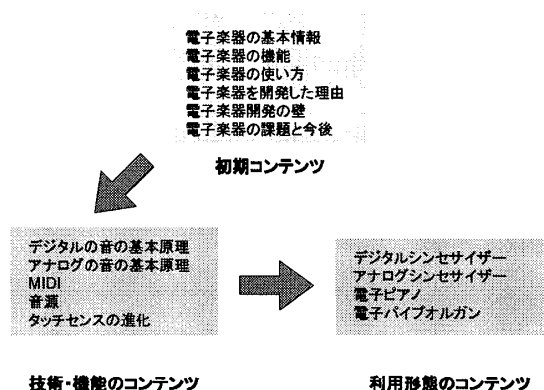 電子楽器の基本情報
電子楽器の機能
電子楽器の使い方
電子楽器を開発した理由
電子楽器開発の壁
電子楽器の課題と今後
初期コンテンツ
デジタルの音の基本原理
アナログの音の基本原理
MIDI
音源
タッチセンスの進化
技術・機能のコンテンツ
デジタルシンセサイザー
アナログシンセサイザー
電子ピアノ
電子パイプオルガン
利用形態のコンテンツ